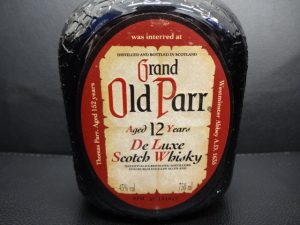 was interred at
DISTILLED AND BOTTLED IN SCOTLAND
Grand
Old Parr
Aged 12 Years
De Luxe
Scotch Whisky
Thomas Parr. Aged 152 years
Westminster Abbey A.D. 1635
43%